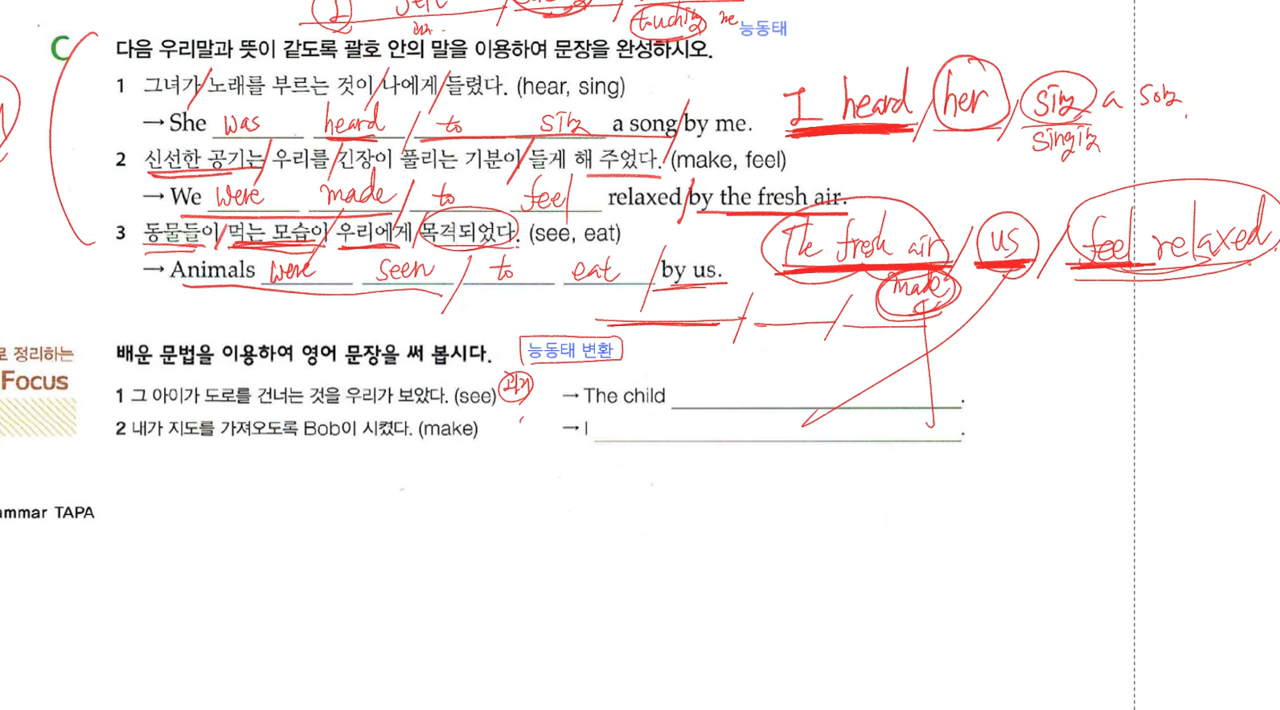 touching me 능동태
C 다음 우리말과 뜻이 같도록 괄호 안의 말을 이용하여 문장을 완성하시오.
1 그녀가/노래를 부르는 것이/나에게/들렸다. (hear, sing)
I heard / her / sing a song.
singing
→ She was heard / to sing a song/by me.
2 신선한 공기는/우리를/긴장이 풀리는 기분이/들게 해 주었다./(make, feel)
→ We were made / to feel relaxed/by the fresh air.
3 동물들이/먹는 모습이/우리에게/목격되었다. (see, eat)
The fresh air / us / feel relaxed
made
→ Animals were seen / to eat / by us.
로 정리하는
Focus
배운 문법을 이용하여 영어 문장을 써 봅시다. 능동태 변환
1 그 아이가 도로를 건너는 것을 우리가 보았다. (see) 과거 → The child
2 내가 지도를 가져오도록 Bob이 시켰다. (make) → I
ammar TAPA